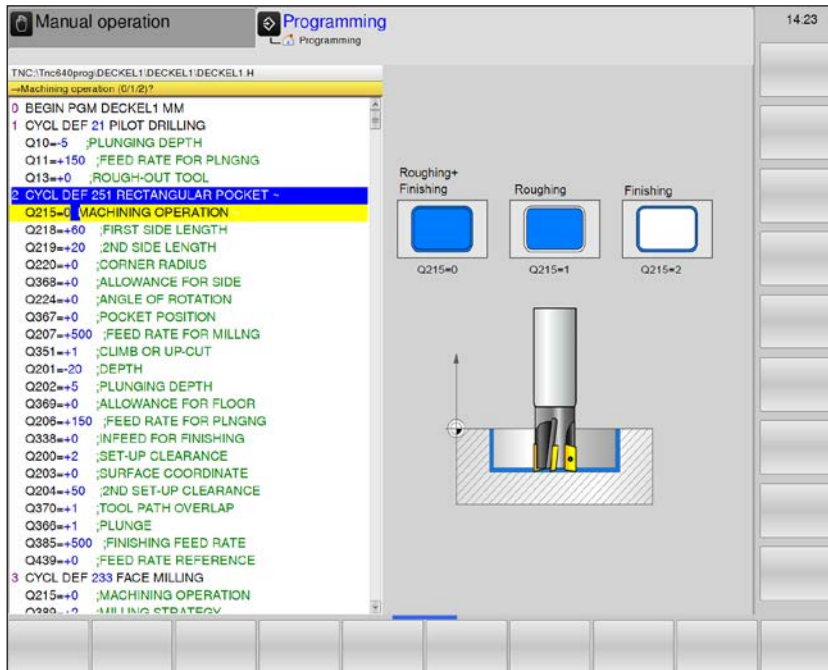 Manual operation
Programming
Programming
14:23
TNC:\Tnc640prog\DECKEL1\DECKEL1\DECKEL1.H
→Machining operation (0/1/2)?
0 BEGIN PGM DECKEL1 MM
1 CYCL DEF 21 PILOT DRILLING
Q10=-5 ;PLUNGING DEPTH
Q11=+150 ;FEED RATE FOR PLNGNG
Q13=+0 ;ROUGH-OUT TOOL
2 CYCL DEF 251 RECTANGULAR POCKET ~
Q215=0 MACHINING OPERATION
Q218=+60 ;FIRST SIDE LENGTH
Q219=+20 ;2ND SIDE LENGTH
Q220=+0 ;CORNER RADIUS
Q368=+0 ;ALLOWANCE FOR SIDE
Q224=+0 ;ANGLE OF ROTATION
Q367=+0 ;POCKET POSITION
Q207=+500 ;FEED RATE FOR MILLNG
Q351=+1 ;CLIMB OR UP-CUT
Q201=-20 ;DEPTH
Q202=+5 ;PLUNGING DEPTH
Q369=+0 ;ALLOWANCE FOR FLOOR
Q206=+150 ;FEED RATE FOR PLNGNG
Q338=+0 ;INFEED FOR FINISHING
Q200=+2 ;SET-UP CLEARANCE
Q203=+0 ;SURFACE COORDINATE
Q204=+50 ;2ND SET-UP CLEARANCE
Q370=+1 ;TOOL PATH OVERLAP
Q366=+1 ;PLUNGE
Q385=+500 ;FINISHING FEED RATE
Q439=+0 ;FEED RATE REFERENCE
3 CYCL DEF 233 FACE MILLING
Q215=+0 ;MACHINING OPERATION
Q389=+2 ;MILLING STRATEGY
Roughing+
Finishing
Roughing
Finishing
Q215=0
Q215=1
Q215=2